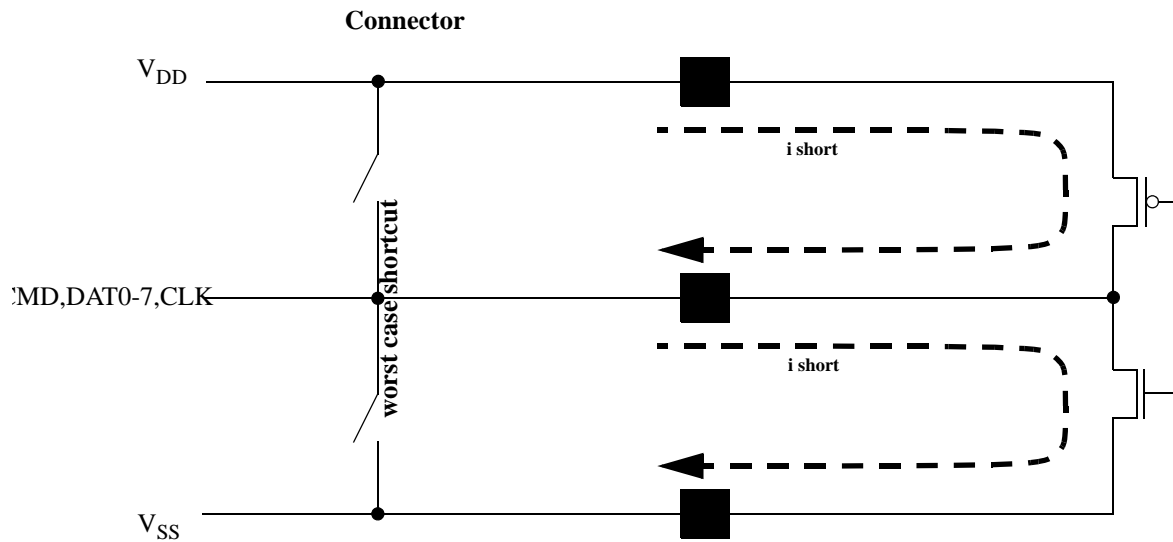 Connector
VDD
i short
worst case shortcut
MD,DAT0-7,CLK
i short
VSS